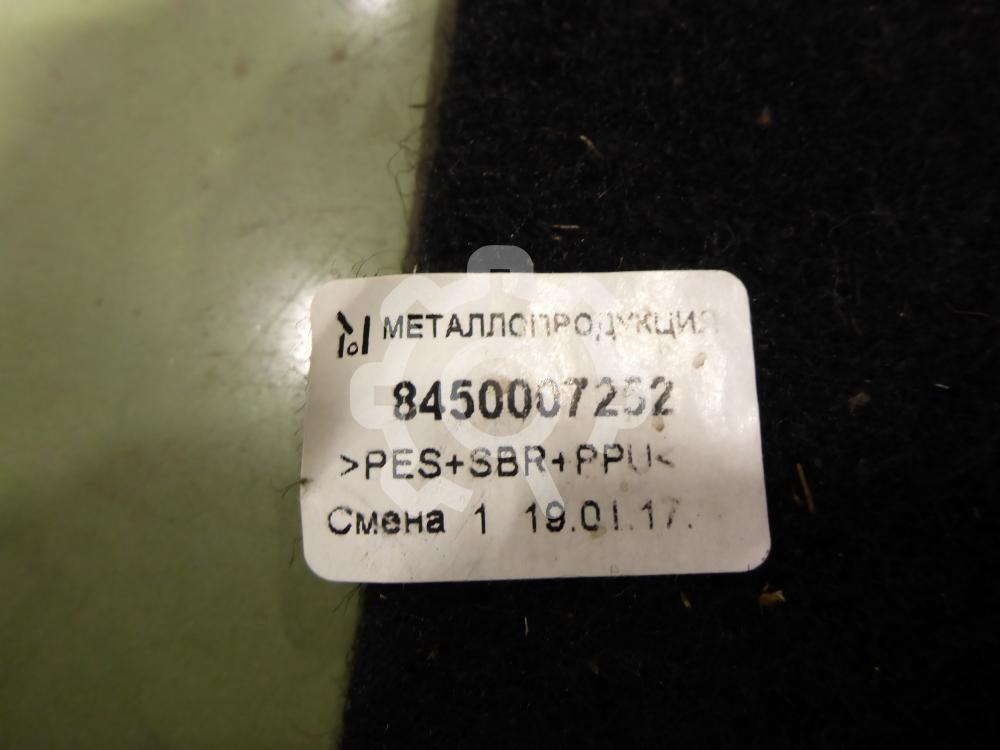 МЕТАЛЛОПРОДУКЦИЯ
8450007252
>PES+SBR+PPU<
Смена 1 19.01.17.